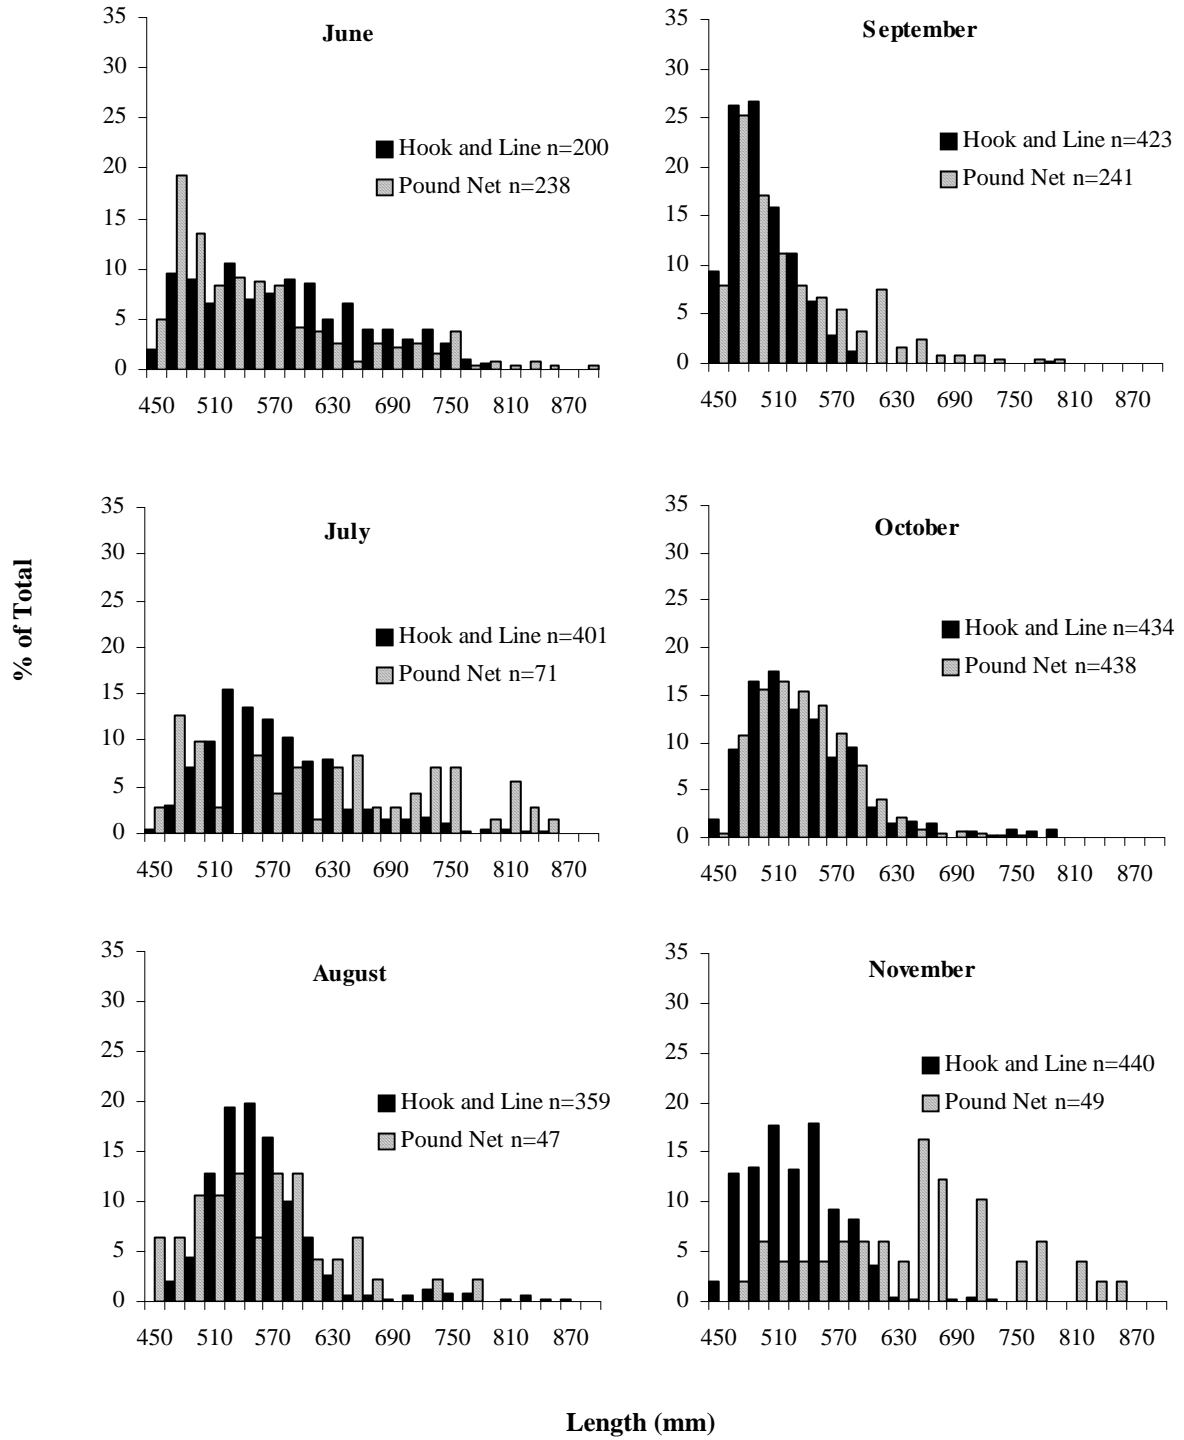 June
35
30
25
20
15
10
5
0
Hook and Line n=200
Pound Net n=238
450 510 570 630 690 750 810 870
September
35
30
25
20
15
10
5
0
Hook and Line n=423
Pound Net n=241
450 510 570 630 690 750 810 870
% of Total
July
35
30
25
20
15
10
5
0
Hook and Line n=401
Pound Net n=71
450 510 570 630 690 750 810 870
October
35
30
25
20
15
10
5
0
Hook and Line n=434
Pound Net n=438
450 510 570 630 690 750 810 870
August
35
30
25
20
15
10
5
0
Hook and Line n=359
Pound Net n=47
450 510 570 630 690 750 810 870
November
35
30
25
20
15
10
5
0
Hook and Line n=440
Pound Net n=49
450 510 570 630 690 750 810 870
Length (mm)